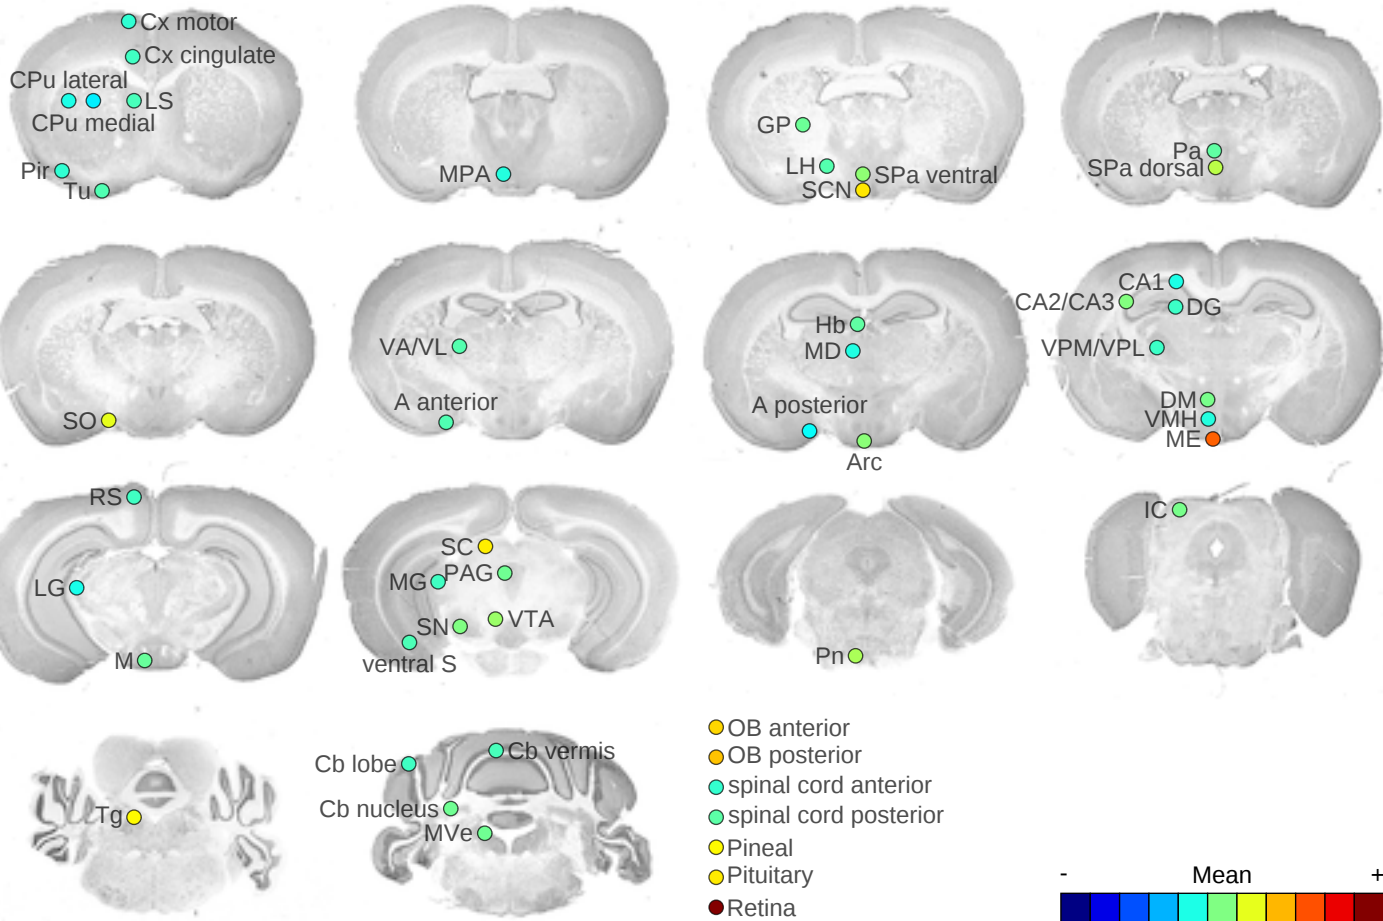 Cx motor
Cx cingulate
CPu lateral
LS
CPu medial
Pir
Tu
MPA
GP
LH
SPa ventral
SCN
Pa
SPa dorsal
SO
VA/VL
A anterior
Hb
MD
A posterior
Arc
CA1
CA2/CA3
DG
VPM/VPL
DM
VMH
ME
RS
LG
M
SC
PAG
MG
VTA
SN
ventral S
Pn
IC
Tg
Cb vermis
Cb lobe
Cb nucleus
MVe
OB anterior
OB posterior
spinal cord anterior
spinal cord posterior
Pineal
Pituitary
Retina
- Mean +